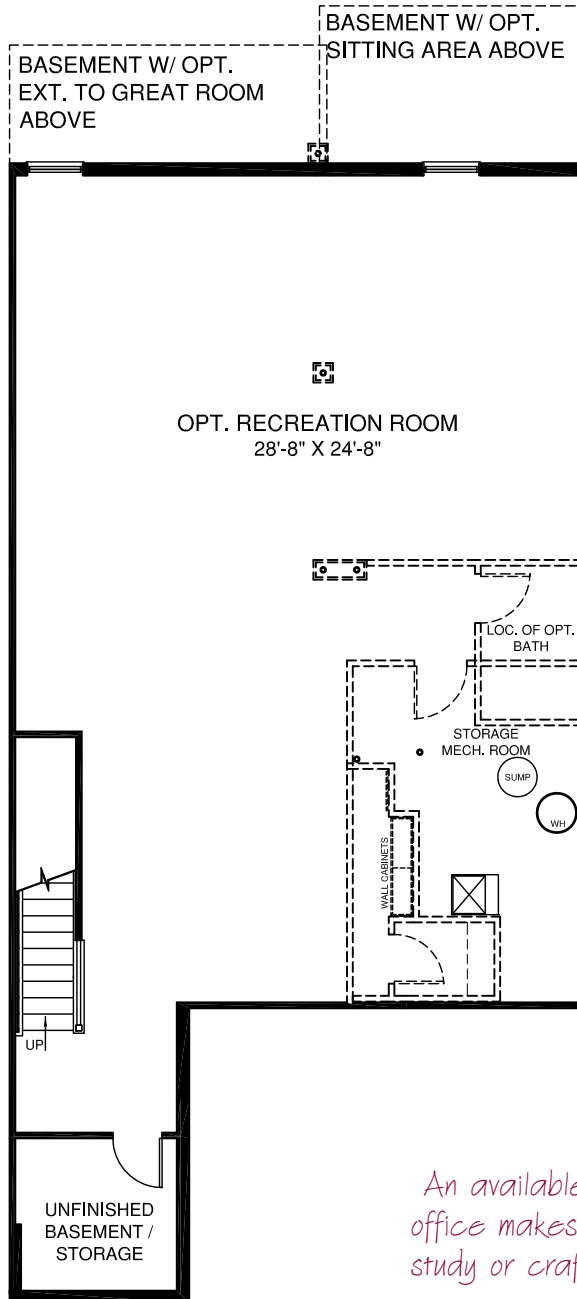 BASEMENT W/ OPT.
SITTING AREA ABOVE
BASEMENT W/ OPT.
EXT. TO GREAT ROOM
ABOVE
OPT. RECREATION ROOM
28'-8" X 24'-8"
LOC. OF OPT.
BATH
STORAGE
MECH. ROOM
SUMP
WH
WALL CABINETS
UP
UNFINISHED
BASEMENT /
STORAGE
An available
office makes
study or craf